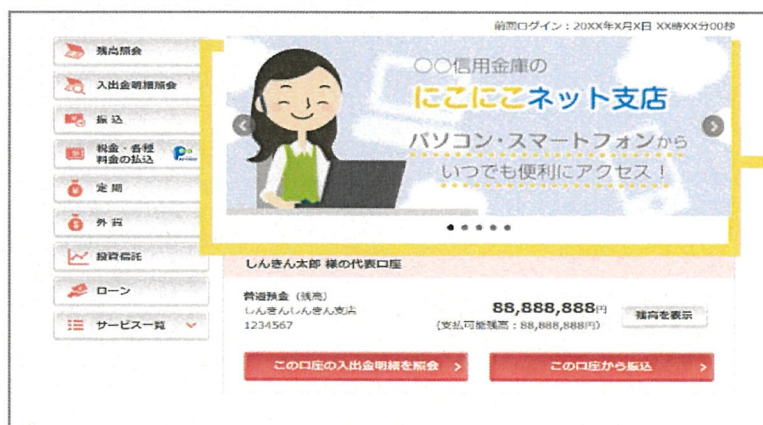 前回ログイン：20XX年X月X日 XX時XX分00秒
残高照会
入出金明細照会
振込
税金・各種
料金の払込
定期
外貨
投資信託
ローン
サービス一覧
〇〇信用金庫の
にこにこネット支店
パソコン・スマートフォンから
いつでも便利にアクセス！
しんきん太郎 様の代表口座
普通預金（残高）
しんきんしんきん支店
1234567
88,888,888円
（支払可能残高：88,888,888円）
残高を表示
この口座の入出金明細を照会
この口座から振込